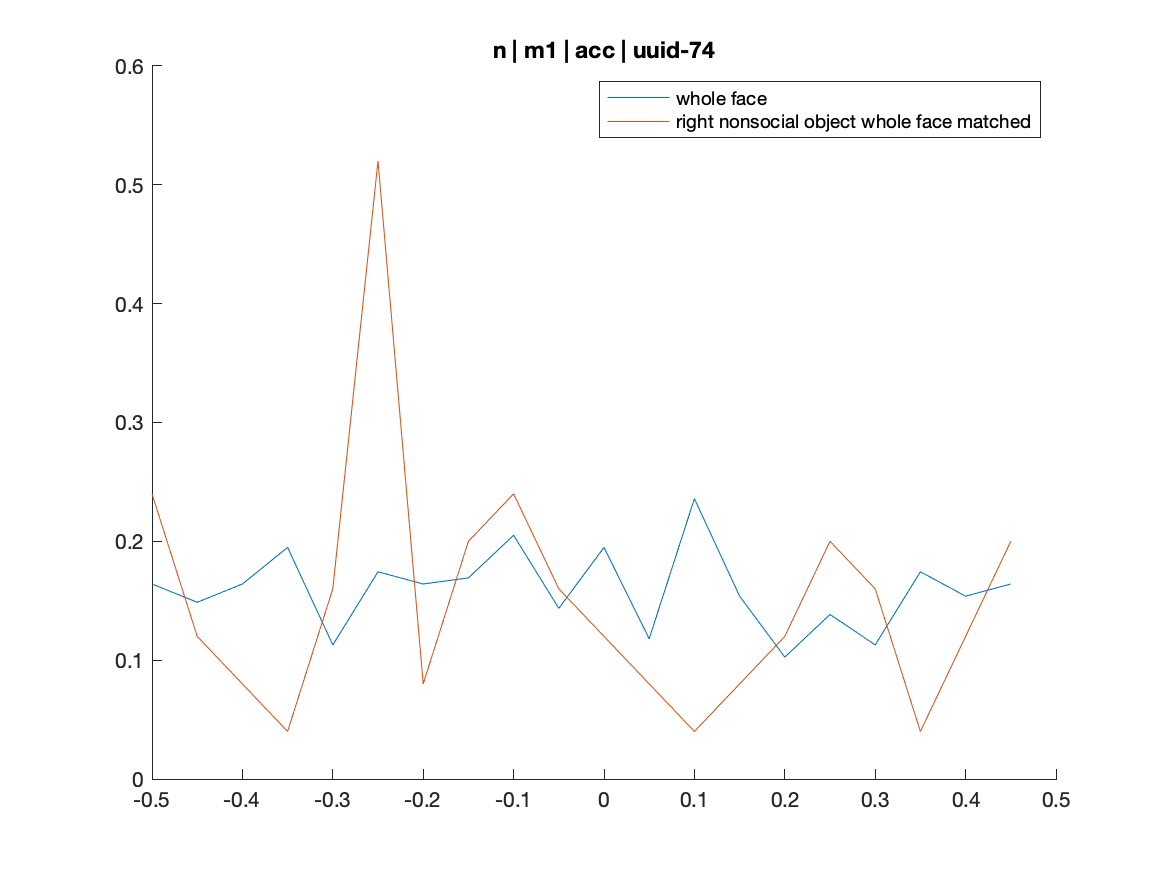 n | m1 | acc | uuid-74
whole face
right nonsocial object whole face matched
0.6
0.5
0.4
0.3
0.2
0.1
0
-0.5 -0.4 -0.3 -0.2 -0.1 0 0.1 0.2 0.3 0.4 0.5